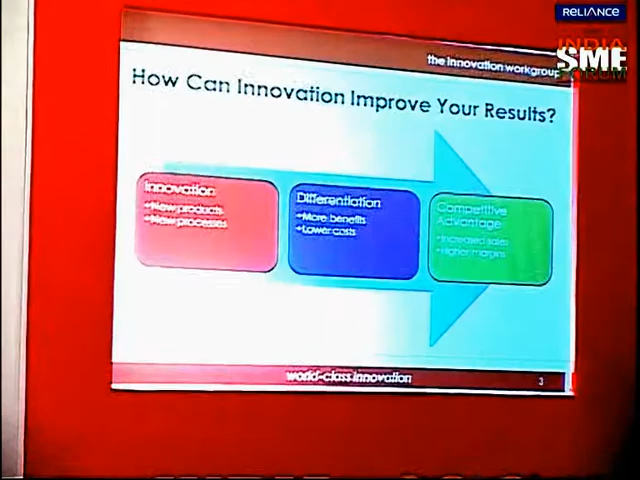 RELIANCE
INDIA
SME
FORUM
the innovation workgroup
How Can Innovation Improve Your Results?
Innovation
•New products
•New processes
Differentiation
•More benefits
•Lower costs
Competitive
Advantage
•Increased sales
•Higher margins
world-class innovation
3